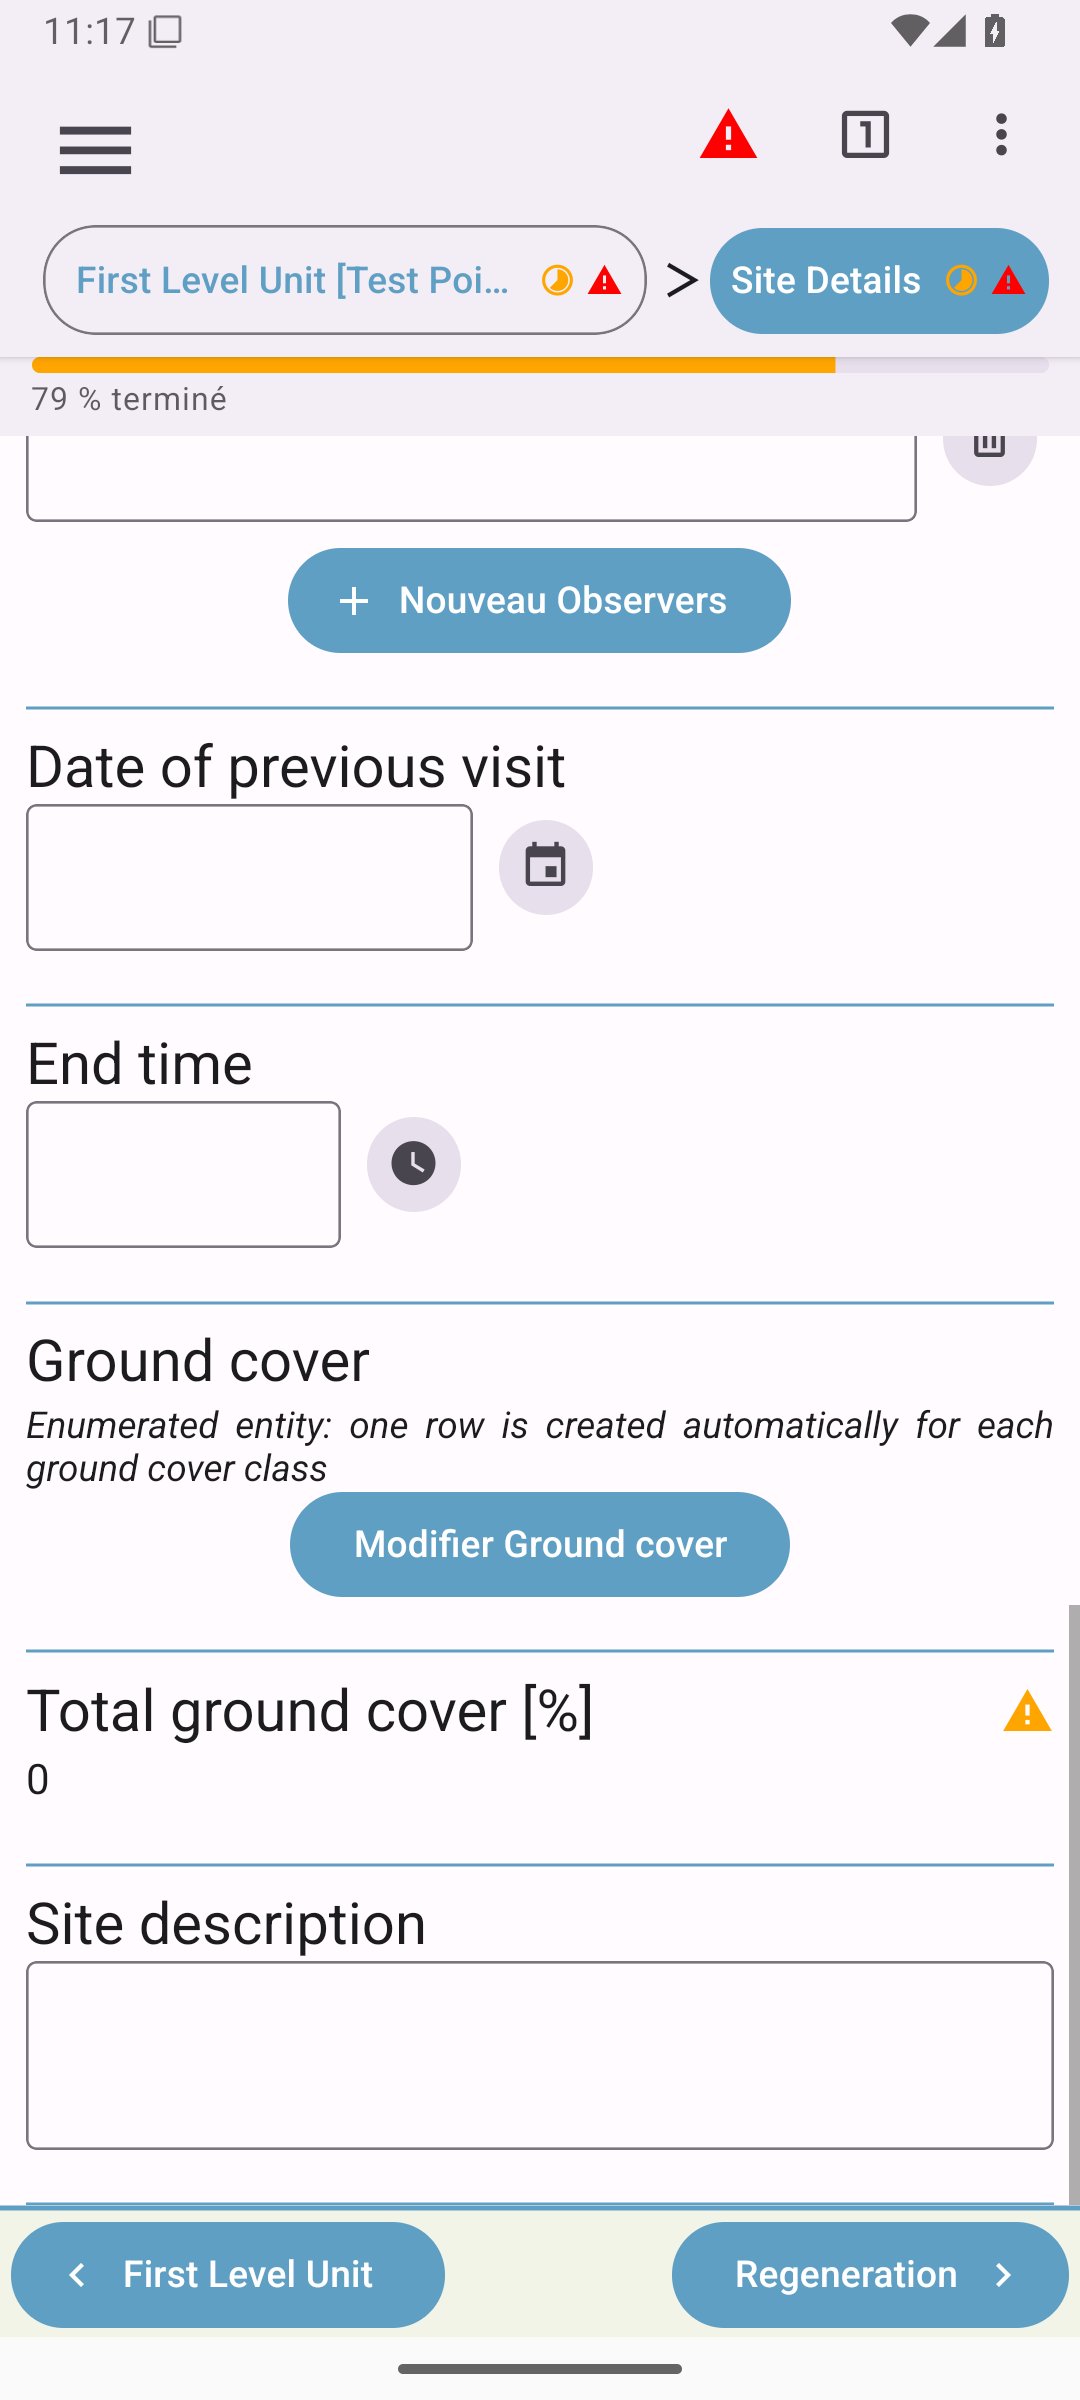 11:17
1
First Level Unit [Test Poi...
>
Site Details
79 % terminé
+ Nouveau Observers
Date of previous visit
End time
Ground cover
Enumerated entity: one row is created automatically for each
ground cover class
Modifier Ground cover
Total ground cover [%]
0
Site description
First Level Unit
Regeneration